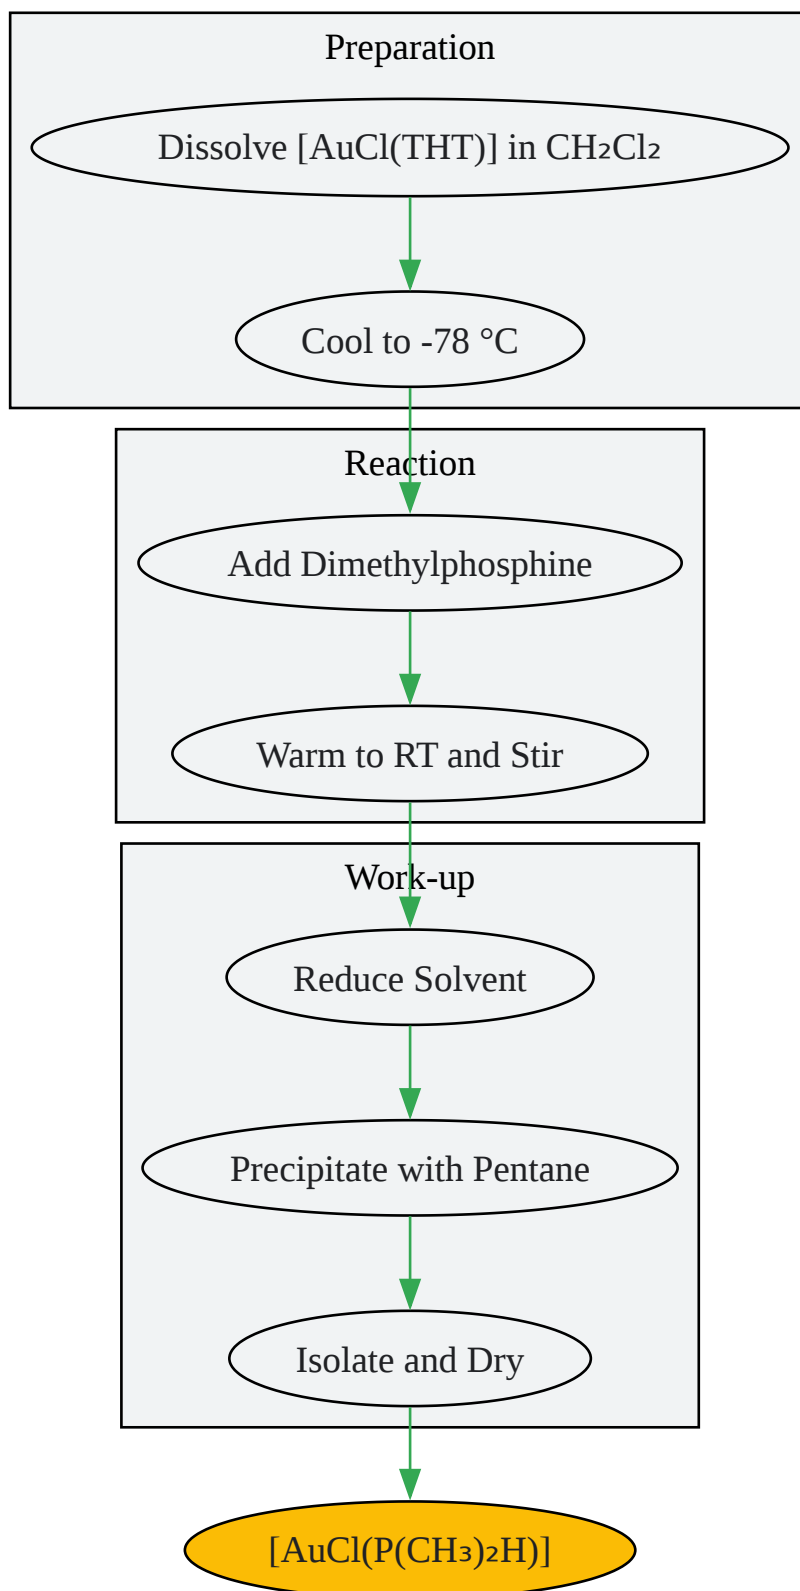 Preparation
Dissolve [AuCl(THT)] in CH₂Cl₂
Cool to -78 °C
Reaction
Add Dimethylphosphine
Warm to RT and Stir
Work-up
Reduce Solvent
Precipitate with Pentane
Isolate and Dry
[AuCl(P(CH₃)₂H)]